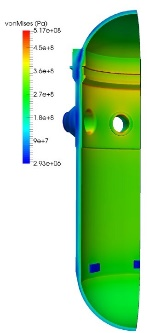 vonMises (Pa)
5.17e+08
4.5e+8
3.6e+8
2.7e+8
1.8e+8
9e+7
2.93e+06